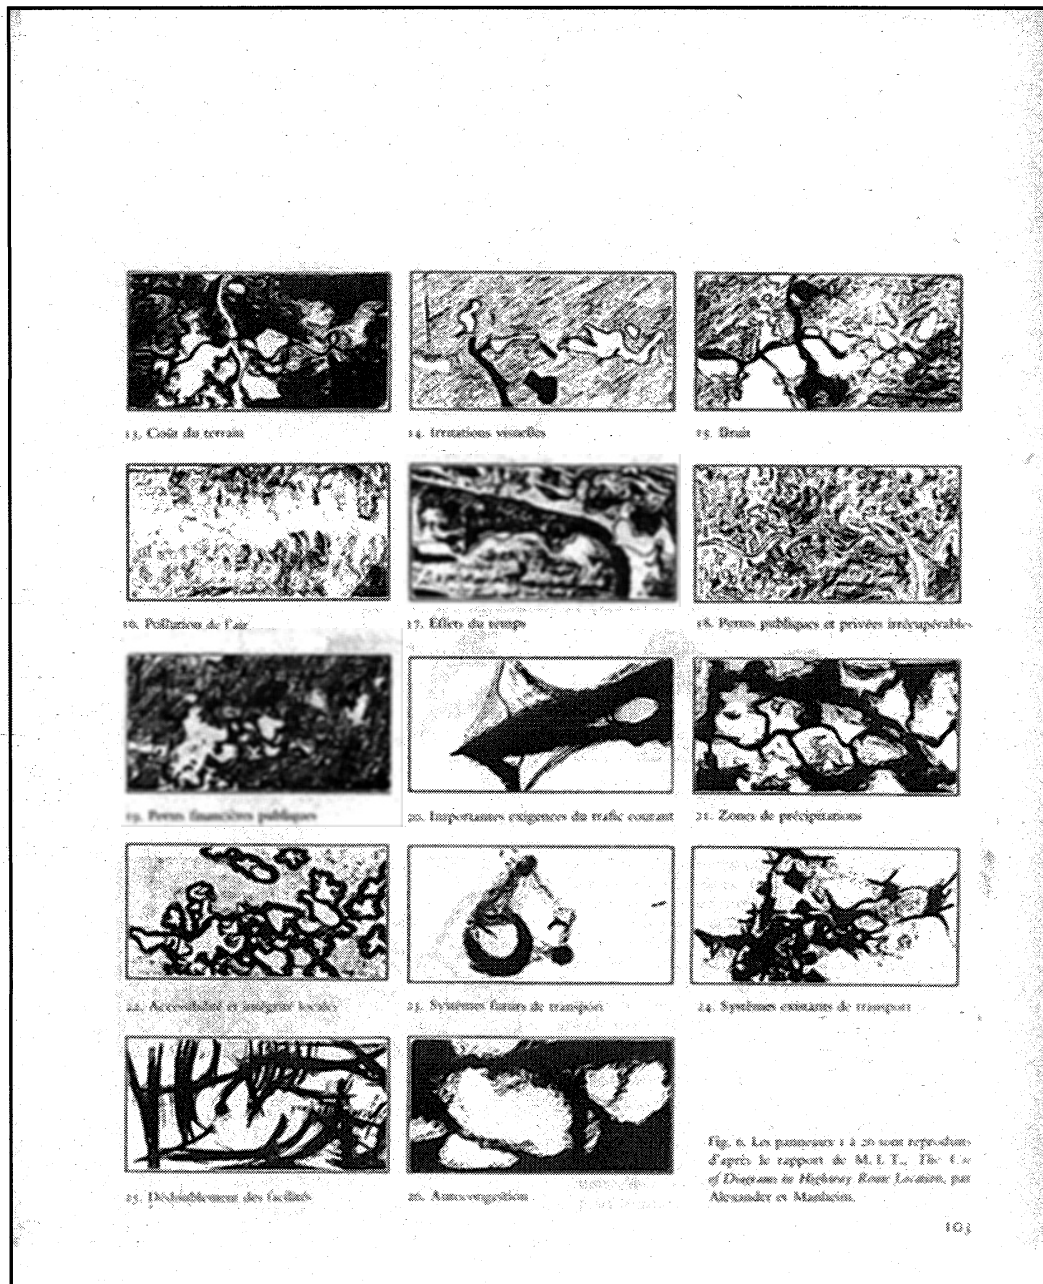 13. Coût du terrain
14. Irritations visuelles
15. Bruit
16. Pollution de l'air
17. Effets du temps
18. Pertes publiques et privées irrécupérables
19. Pertes financières publiques
20. Importantes exigences du trafic courant
21. Zones de précipitations
22. Accessibilité et intégrité locales
23. Systèmes futurs de transport
24. Systèmes existants de transport
25. Dédoublement des facilités
26. Autocongestion
Fig. 6. Les panneaux 1 à 26 sont reproduits
d'après le rapport de M. I. T., The Use
of Diagrams in Highway Route Location, par
Alexander et Manheim.
103